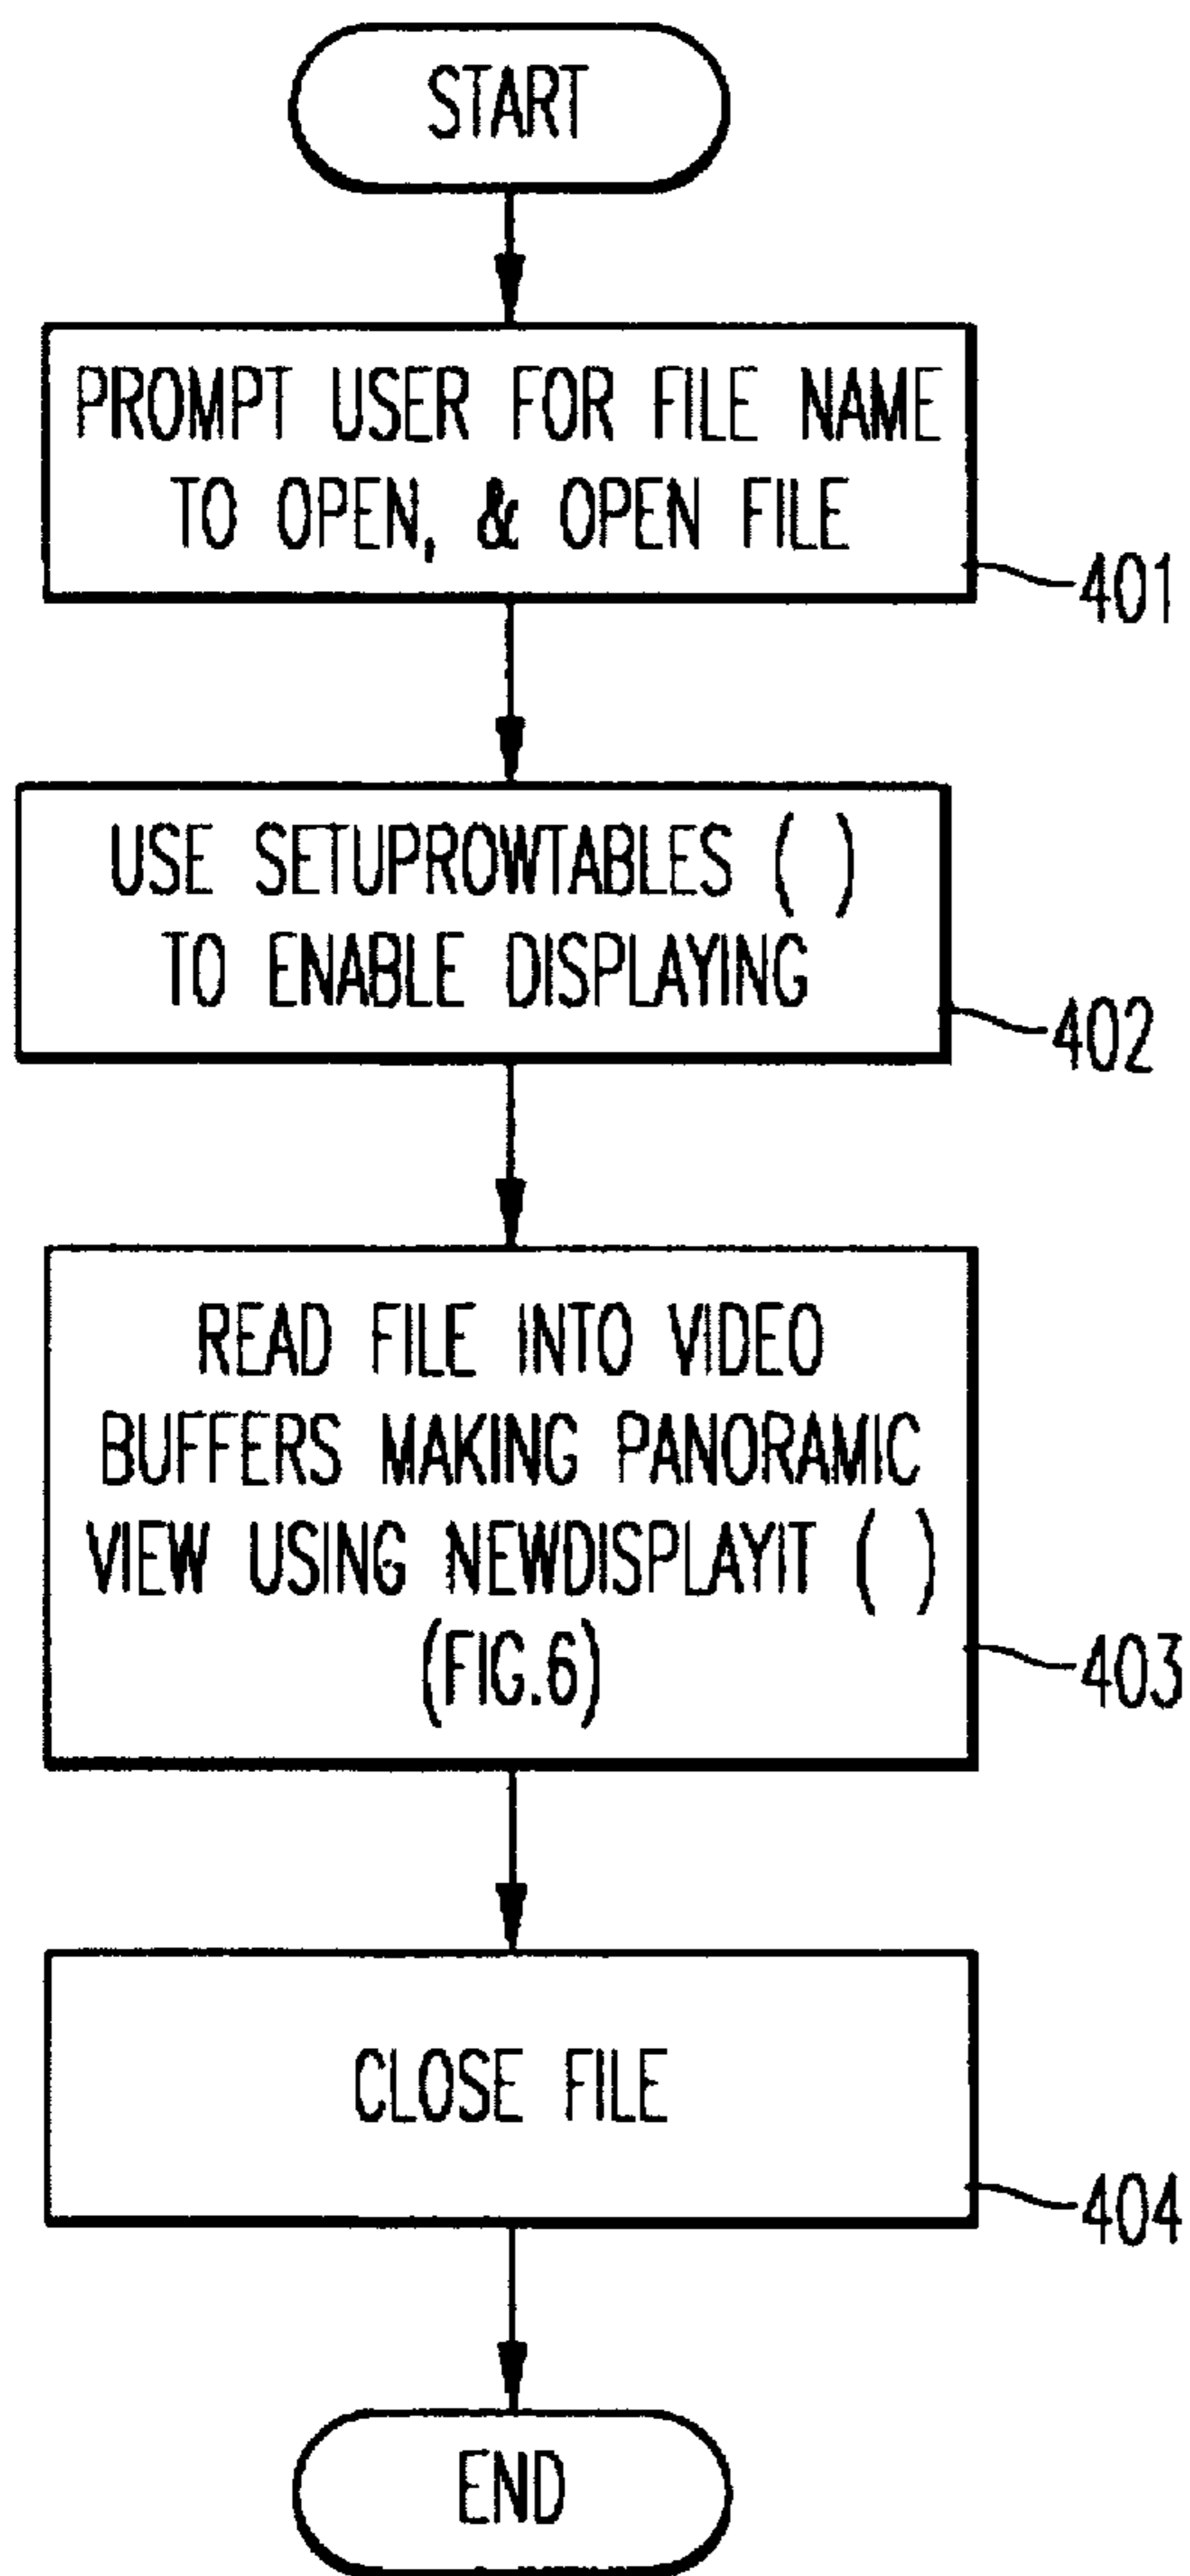 START
PROMPT USER FOR FILE NAME
TO OPEN, & OPEN FILE
401
USE SETUPROWTABLES ( )
TO ENABLE DISPLAYING
402
READ FILE INTO VIDEO
BUFFERS MAKING PANORAMIC
VIEW USING NEWDISPLAYIT ( )
(FIG.6)
403
CLOSE FILE
404
END